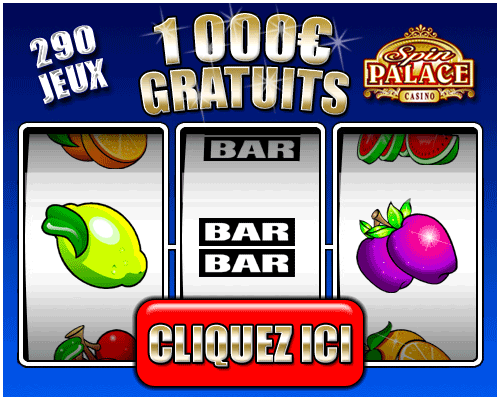 290
JEUX
1 000€
GRATUITS
Spin
PALACE
CASINO
BAR
BAR
BAR
CLIQUEZ ICI